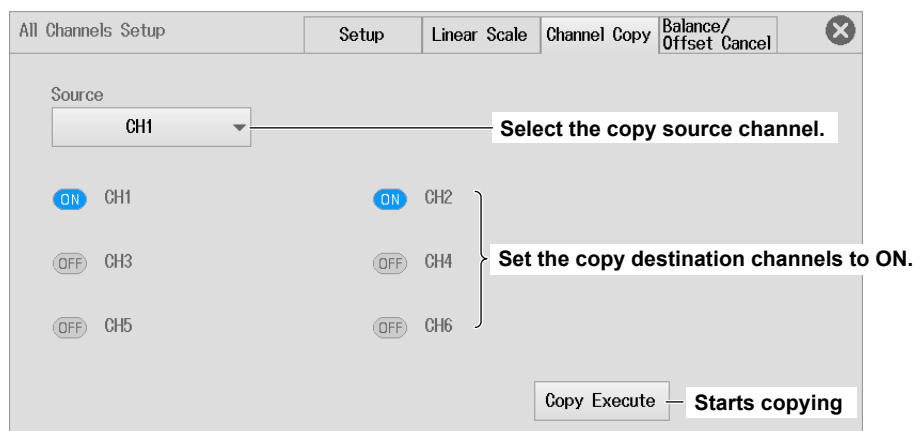 All Channels Setup
Setup
Linear Scale
Channel Copy
Balance/
Offset Cancel
Source
CH1
Select the copy source channel.
ON CH1
ON CH2
OFF CH3
OFF CH4
Set the copy destination channels to ON.
OFF CH5
OFF CH6
Copy Execute
Starts copying